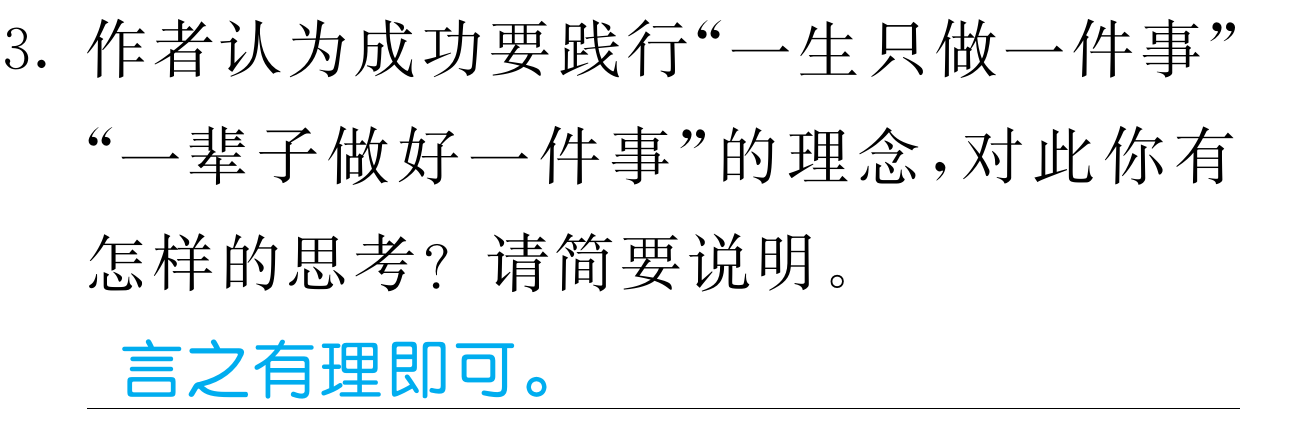 3. 作者认为成功要践行“一生只做一件事”
“一辈子做好一件事”的理念，对此你有
怎样的思考？请简要说明。
言之有理即可。